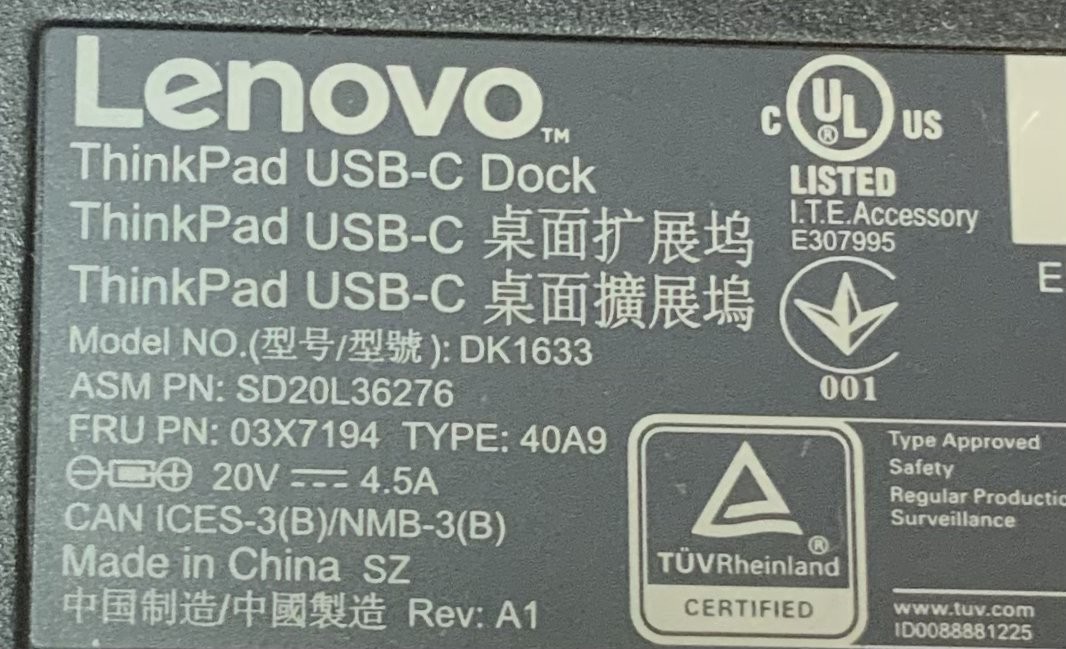 Lenovo™
ThinkPad USB-C Dock
ThinkPad USB-C 桌面扩展坞
ThinkPad USB-C 桌面擴展塢
Model NO.(型号/型號): DK1633
ASM PN: SD20L36276
FRU PN: 03X7194 TYPE: 40A9
20V ⎓ 4.5A
CAN ICES-3(B)/NMB-3(B)
Made in China SZ
中国制造/中國製造 Rev: A1
C UL® US
LISTED
I.T.E.Accessory
E307995
001
E
TÜVRheinland®
CERTIFIED
Type Approved
Safety
Regular Productio
Surveillance
www.tuv.com
ID0088881225